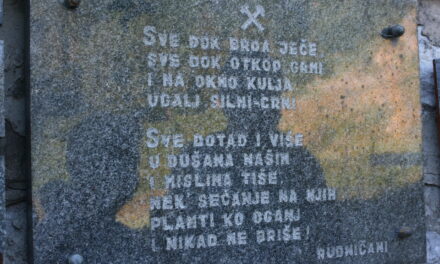 SVE DOK BRDA JEČE
SVE DOK OTKOP GRMI
I NA OKNO KULJA
UGALJ SILNI-CRNI
SVE DOTAD I VIŠE
U DUŠAMA NAŠIM
I MISLIMA TIŠE
NEK SEĆANJE NA NJIH
PLAMTI KO OGANJ
I NIKAD NE BRIŠE!
RUDNIČANI